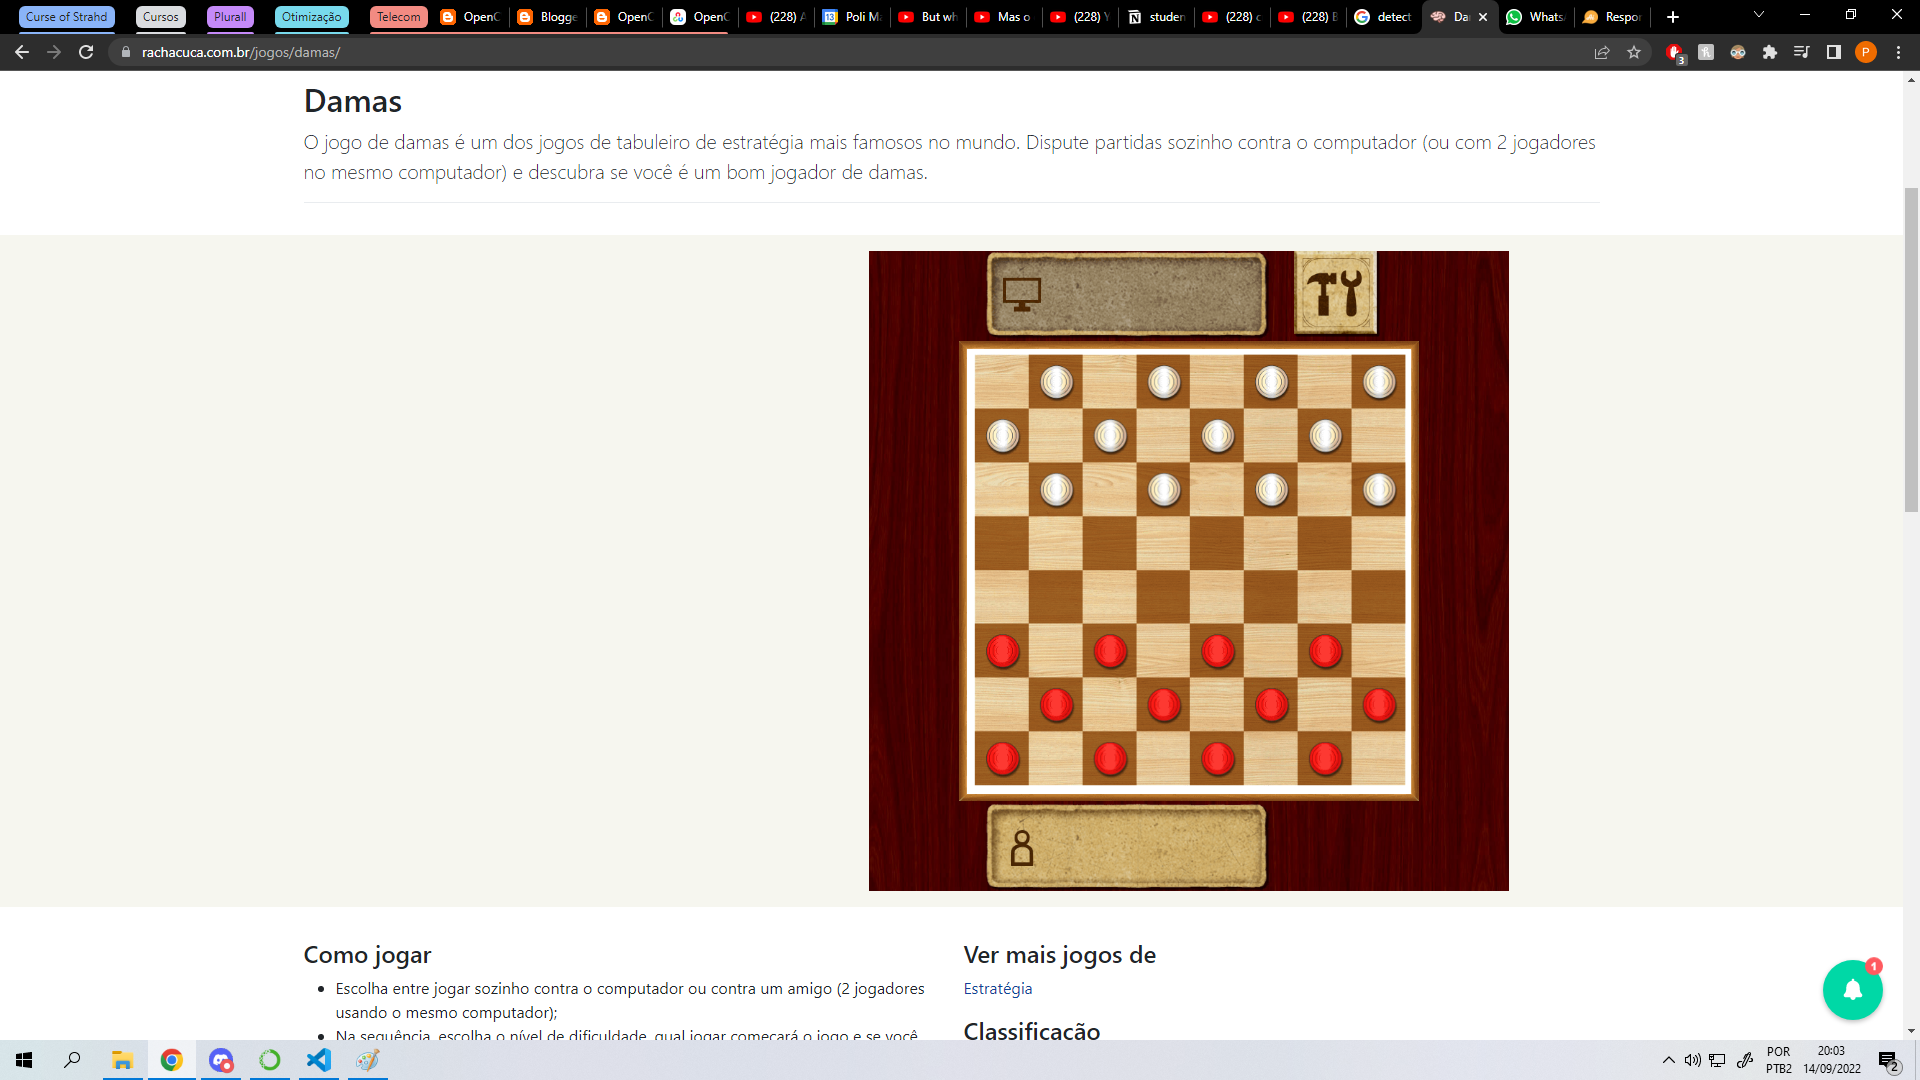 Curse of Strahd
Cursos
Plurall
Otimização
Telecom
OpenC
Blogge
OpenC
OpenC
(228) A
Poli M
But wh
Mas o
(228) Y
studen
(228) c
(228) E
detect
Da
Whats
Respor
rachacuca.com.br/jogos/damas/
3
P
Damas
O jogo de damas é um dos jogos de tabuleiro de estratégia mais famosos no mundo. Dispute partidas sozinho contra o computador (ou com 2 jogadores
no mesmo computador) e descubra se você é um bom jogador de damas.
Como jogar
Escolha entre jogar sozinho contra o computador ou contra um amigo (2 jogadores
usando o mesmo computador);
Na sequência, escolha o nível de dificuldade, qual jogar começará o jogo e se você
Ver mais jogos de
Estratégia
Classificação
1
POR
PTB2
20:03
14/09/2022
2